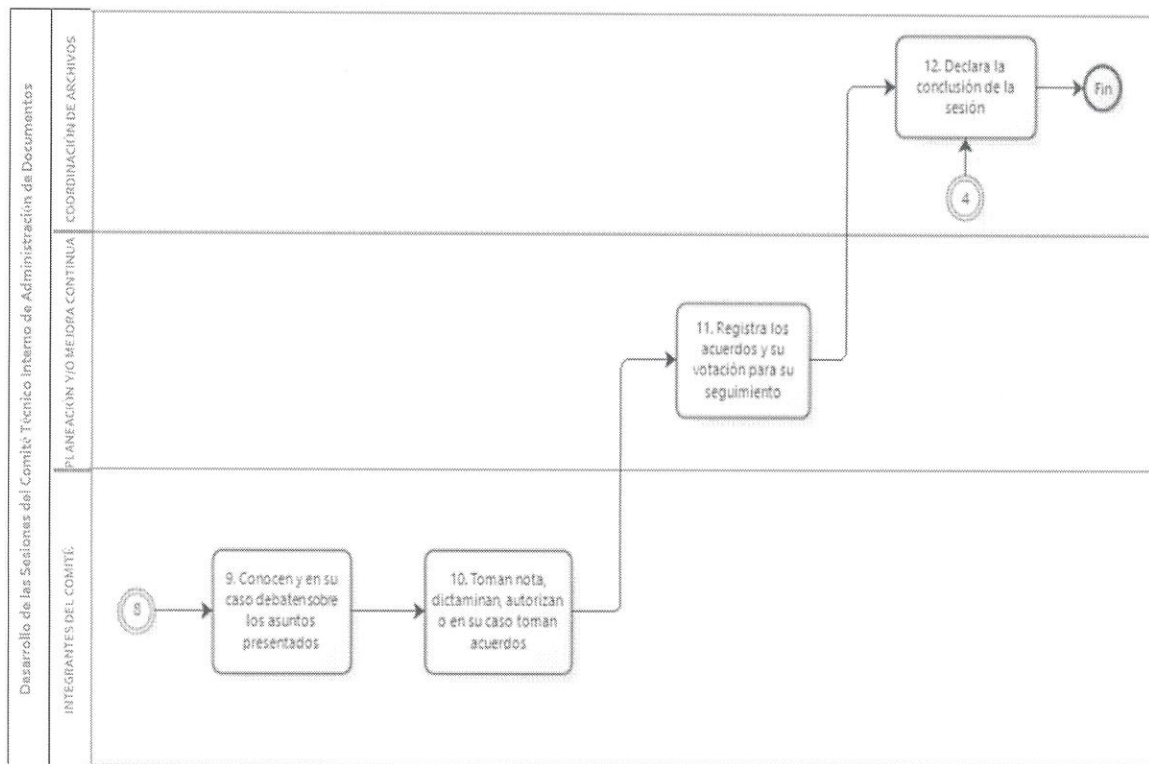 Desarrollo de las Sesiones del Comité Técnico Interno de Administración de Documentos
COORDINACIÓN DE ARCHIVOS
12. Declara la
conclusión de la
sesión
Fin
4
PLANEACIÓN Y/O MEJORA CONTINUA
11. Registra los
acuerdos y su
votación para su
seguimiento
INTEGRANTES DEL COMITÉ
8
9. Conocen y en su
caso debaten sobre
los asuntos
presentados
10. Toman nota,
dictaminan, autorizan
o en su caso toman
acuerdos